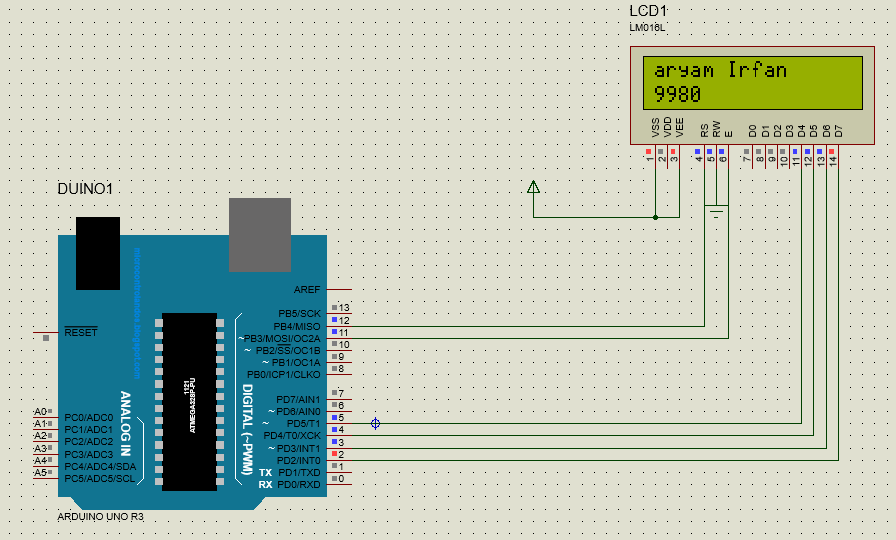 LCD1
LM016L
aryam Irfan
9980
VSS
VDD
VEE
RS
RW
E
D0
D1
D2
D3
D4
D5
D6
D7
1
2
3
4
5
6
7
8
9
10
11
12
13
14
DUINO1
RESET
AREF
PB5/SCK 13
PB4/MISO 12
~PB3/MOSI/OC2A 11
~ PB2/SS/OC1B 10
~ PB1/OC1A 9
PB0/ICP1/CLKO 8
PD7/AIN1 7
~ PD6/AIN0 6
~ PD5/T1 5
PD4/T0/XCK 4
~ PD3/INT1 3
PD2/INT0 2
TX PD1/TXD 1
RX PD0/RXD 0
DIGITAL (~PWM)
ANALOG IN
1121
ATMEGA328P-PU
A0 PC0/ADC0
A1 PC1/ADC1
A2 PC2/ADC2
A3 PC3/ADC3
A4 PC4/ADC4/SDA
A5 PC5/ADC5/SCL
ARDUINO UNO R3